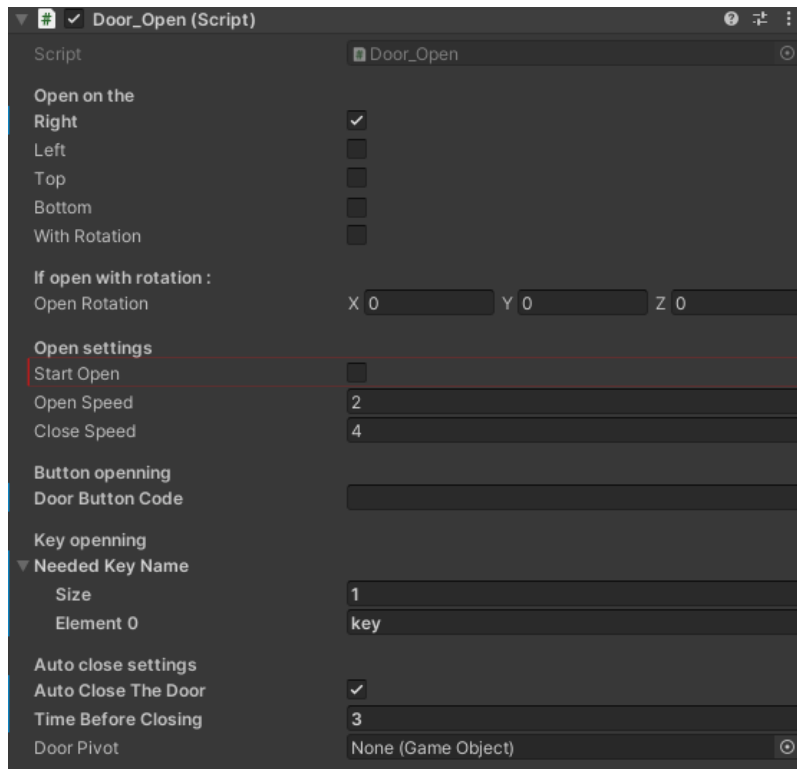 Door_Open (Script)
Script Door_Open
Open on the
Right
Left
Top
Bottom
With Rotation
If open with rotation :
Open Rotation X 0 Y 0 Z 0
Open settings
Start Open
Open Speed 2
Close Speed 4
Button openning
Door Button Code
Key openning
Needed Key Name
Size 1
Element 0 key
Auto close settings
Auto Close The Door
Time Before Closing 3
Door Pivot None (Game Object)